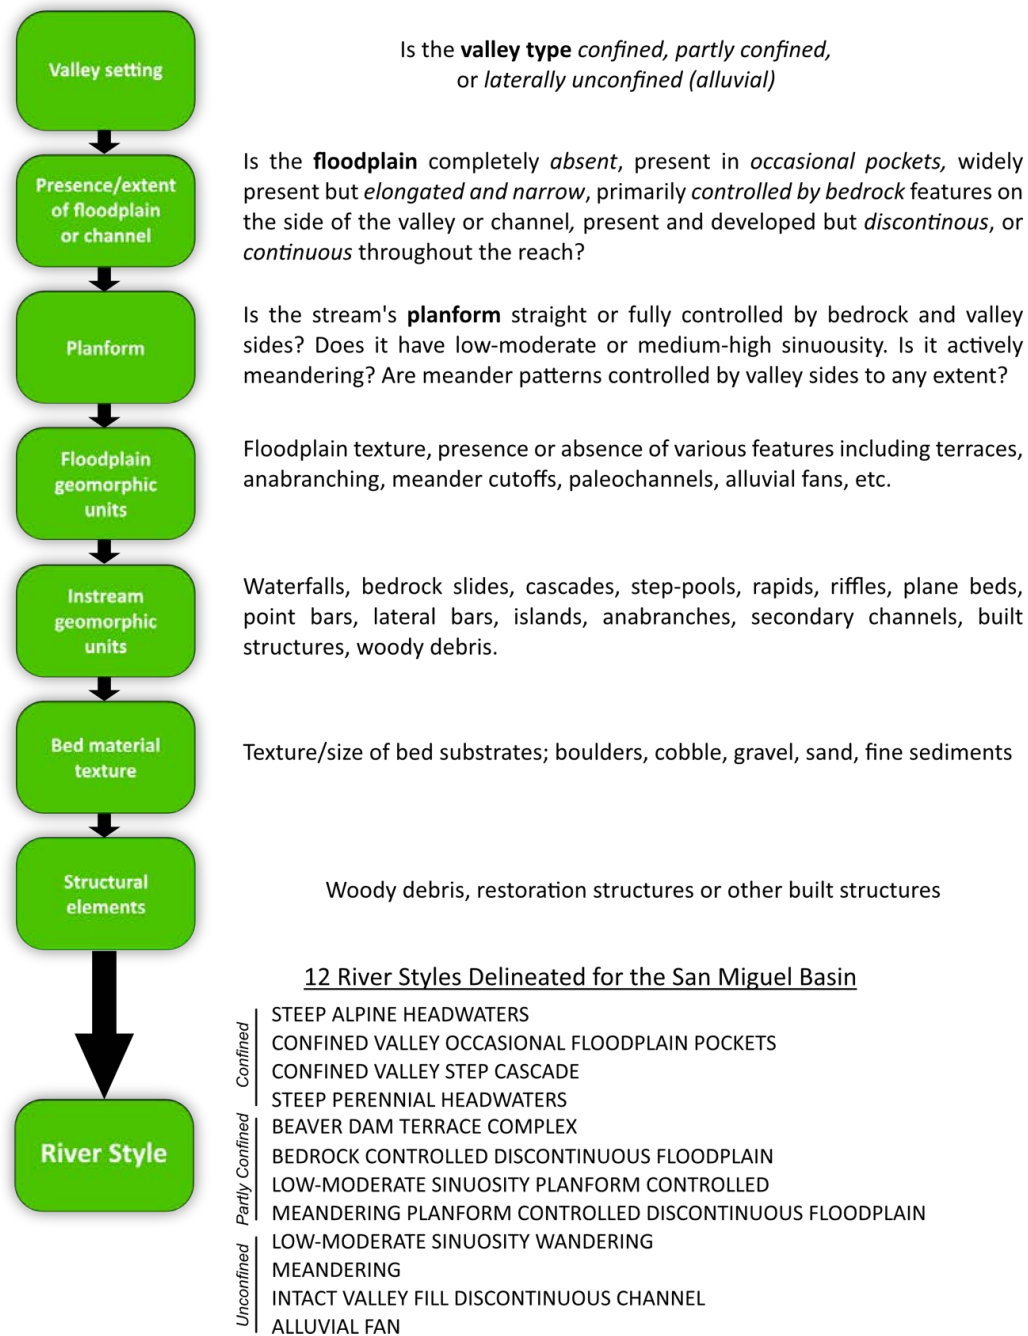 Valley setting
Is the valley type confined, partly confined,
or laterally unconfined (alluvial)
Presence/extent
of floodplain
or channel
Is the floodplain completely absent, present in occasional pockets, widely
present but elongated and narrow, primarily controlled by bedrock features on
the side of the valley or channel, present and developed but discontinous, or
continuous throughout the reach?
Planform
Is the stream's planform straight or fully controlled by bedrock and valley
sides? Does it have low-moderate or medium-high sinuousity. Is it actively
meandering? Are meander patterns controlled by valley sides to any extent?
Floodplain
geomorphic
units
Floodplain texture, presence or absence of various features including terraces,
anabranching, meander cutoffs, paleochannels, alluvial fans, etc.
Instream
geomorphic
units
Waterfalls, bedrock slides, cascades, step-pools, rapids, riffles, plane beds,
point bars, lateral bars, islands, anabranches, secondary channels, built
structures, woody debris.
Bed material
texture
Texture/size of bed substrates; boulders, cobble, gravel, sand, fine sediments
Structural
elements
Woody debris, restoration structures or other built structures
River Style
12 River Styles Delineated for the San Miguel Basin
Confined
STEEP ALPINE HEADWATERS
CONFINED VALLEY OCCASIONAL FLOODPLAIN POCKETS
CONFINED VALLEY STEP CASCADE
STEEP PERENNIAL HEADWATERS
Partly Confined
BEAVER DAM TERRACE COMPLEX
BEDROCK CONTROLLED DISCONTINUOUS FLOODPLAIN
LOW-MODERATE SINUOSITY PLANFORM CONTROLLED
MEANDERING PLANFORM CONTROLLED DISCONTINUOUS FLOODPLAIN
Unconfined
LOW-MODERATE SINUOSITY WANDERING
MEANDERING
INTACT VALLEY FILL DISCONTINUOUS CHANNEL
ALLUVIAL FAN